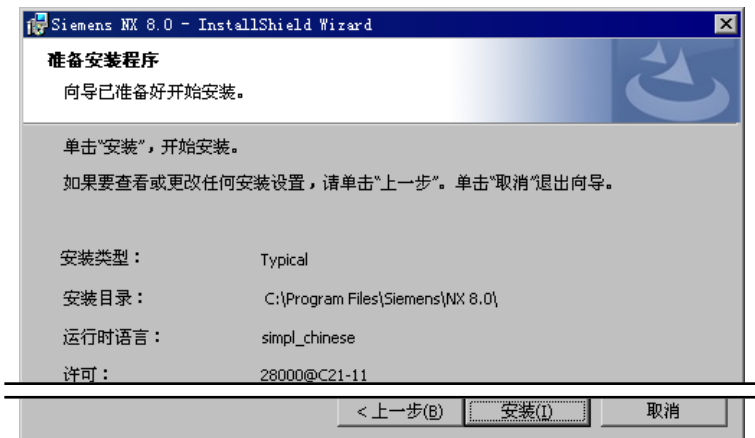 Siemens NX 8.0 - InstallShield Wizard
准备安装程序
向导已准备好开始安装。
单击"安装",开始安装。
如果要查看或更改任何安装设置,请单击"上一步"。单击"取消"退出向导。
安装类型: Typical
安装目录: C:\Program Files\Siemens\NX 8.0\
运行时语言: simpl_chinese
许可: 28000@C21-11
<上一步(B) 安装(I) 取消